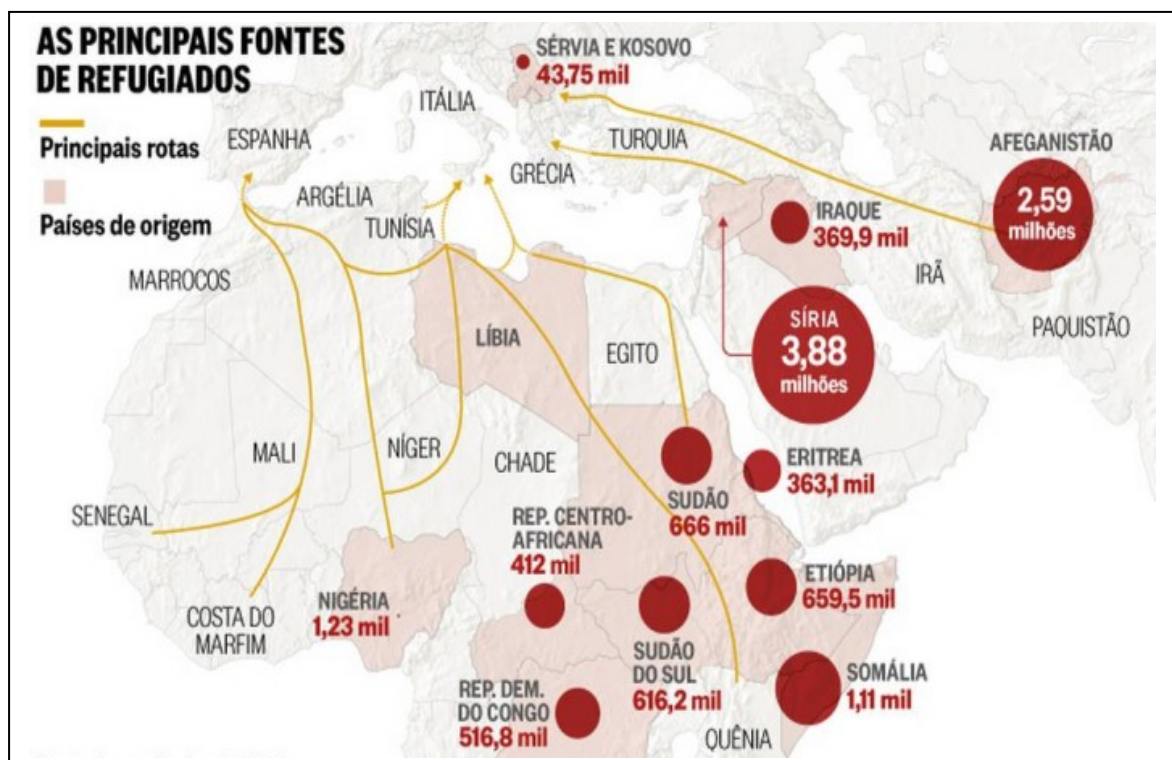 AS PRINCIPAIS FONTES
DE REFUGIADOS
Principais rotas
Países de origem
SÉRVIA E KOSOVO
43,75 mil
ITÁLIA
ESPANHA
TURQUIA
GRÉCIA
AFEGANISTÃO
2,59
milhões
ARGÉLIA
TUNÍSIA
IRAQUE
369,9 mil
MARROCOS
IRÃ
PAQUISTÃO
LÍBIA
EGITO
SÍRIA
3,88
milhões
MALI
NÍGER
CHADE
ERITREA
363,1 mil
SENEGAL
SUDÃO
666 mil
REP. CENTRO-
AFRICANA
412 mil
ETIÓPIA
659,5 mil
NIGÉRIA
1,23 mil
COSTA DO
MARFIM
SUDÃO
DO SUL
616,2 mil
SOMÁLIA
1,11 mil
REP. DEM.
DO CONGO
516,8 mil
QUÊNIA